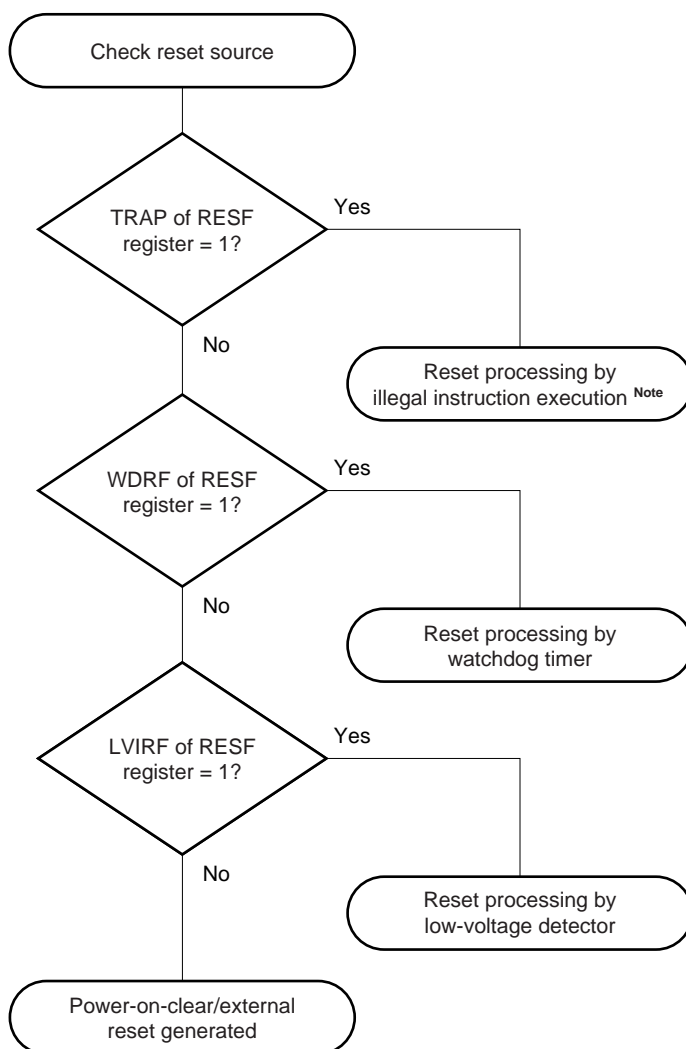 Check reset source
TRAP of RESF
register = 1?
Yes
No
Reset processing by
illegal instruction execution Note
WDRF of RESF
register = 1?
Yes
No
Reset processing by
watchdog timer
LVIRF of RESF
register = 1?
Yes
No
Reset processing by
low-voltage detector
Power-on-clear/external
reset generated